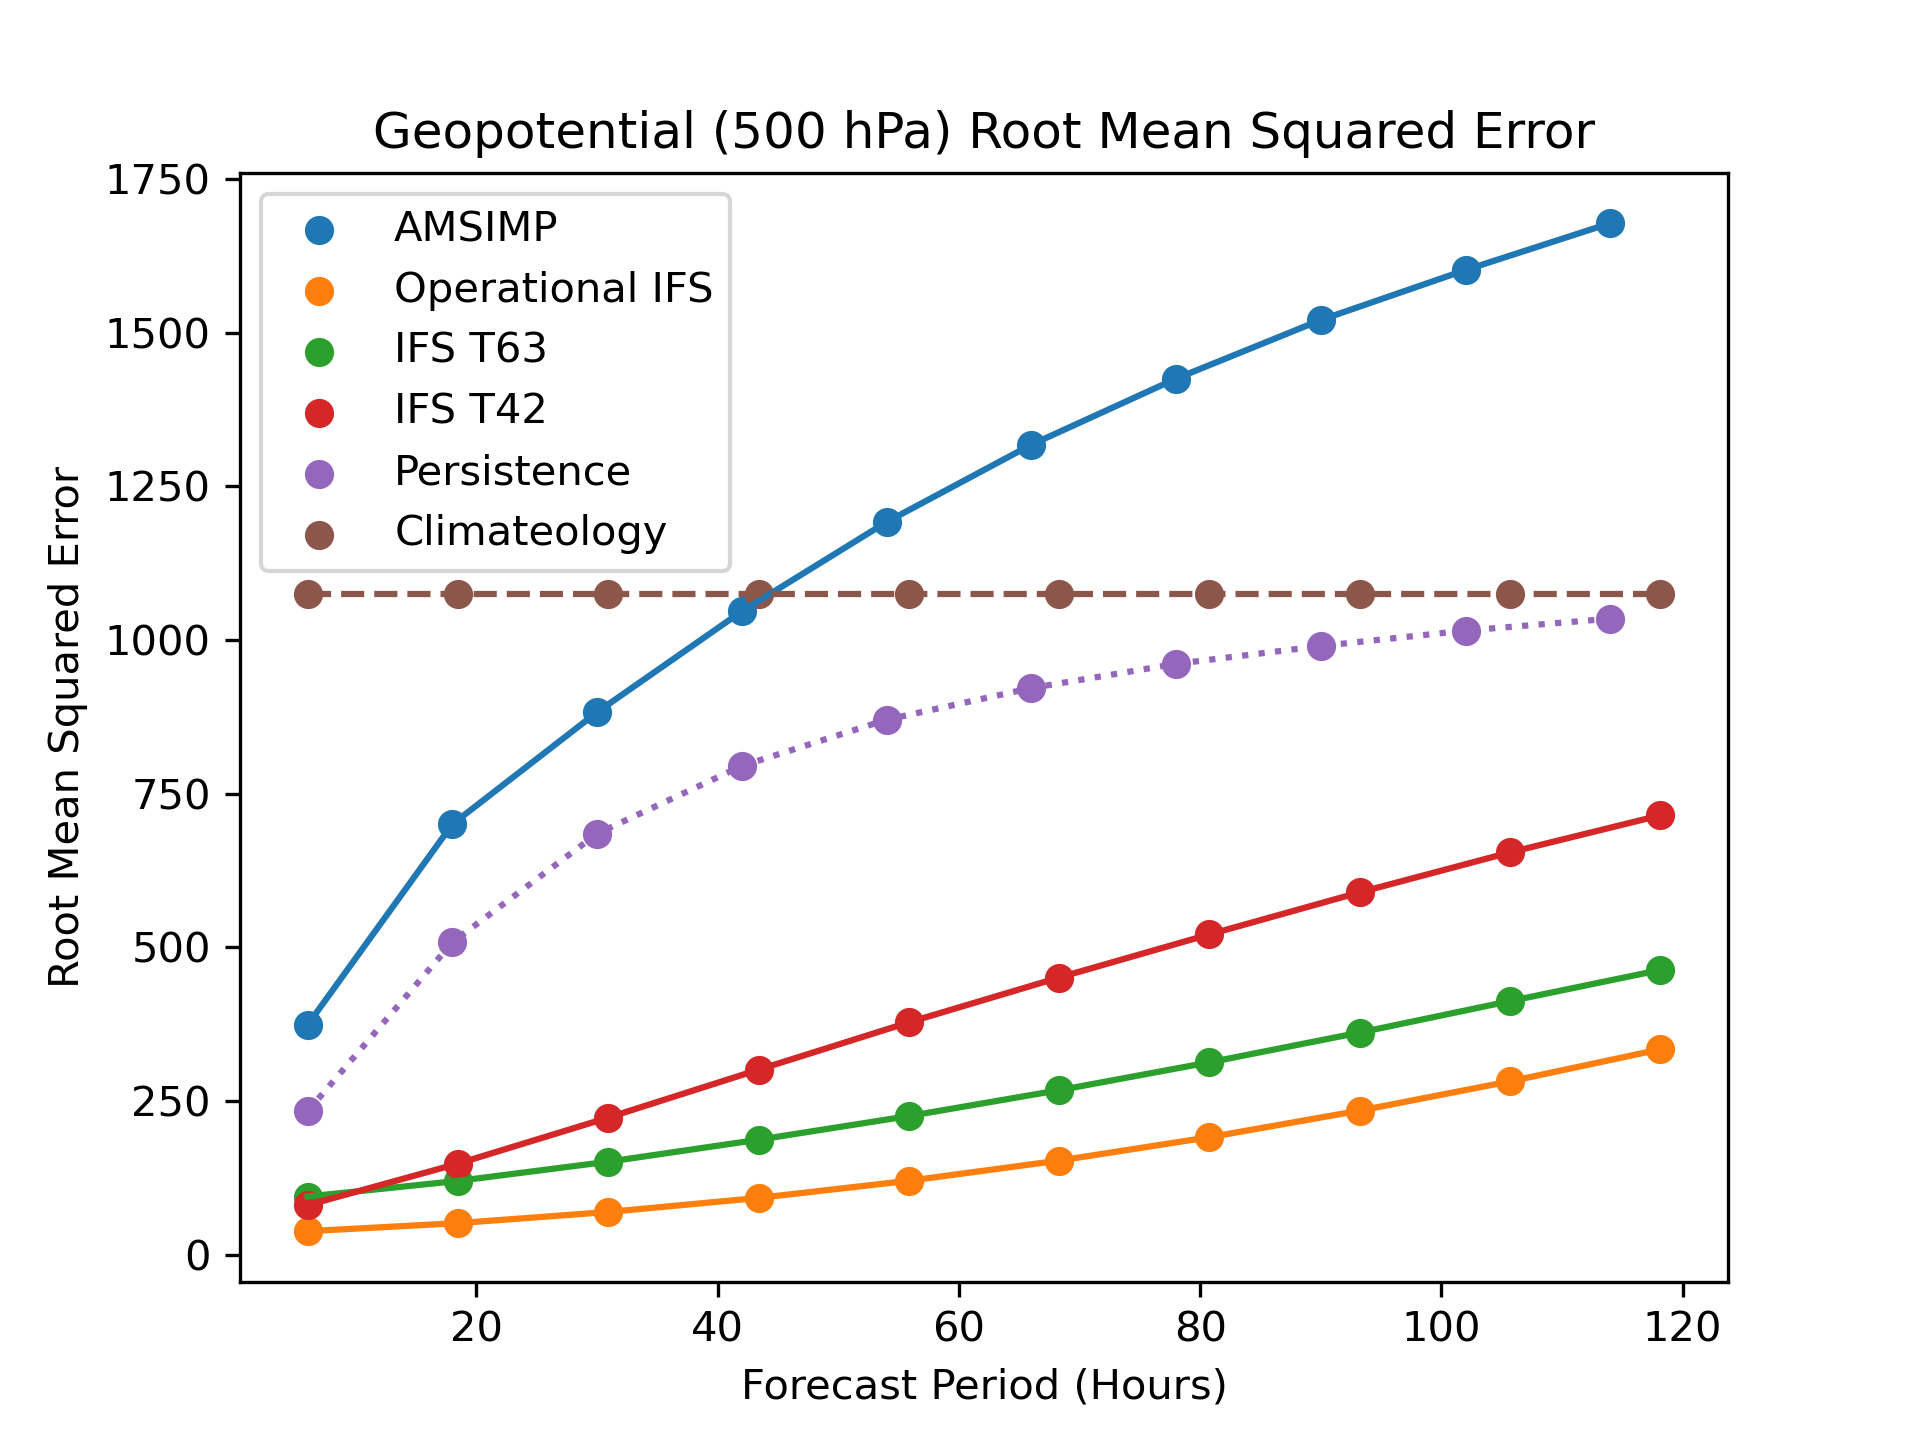 Geopotential (500 hPa) Root Mean Squared Error
1750
1500
1250
1000
750
500
250
0
Root Mean Squared Error
AMSIMP
Operational IFS
IFS T63
IFS T42
Persistence
Climateology
20 40 60 80 100 120
Forecast Period (Hours)